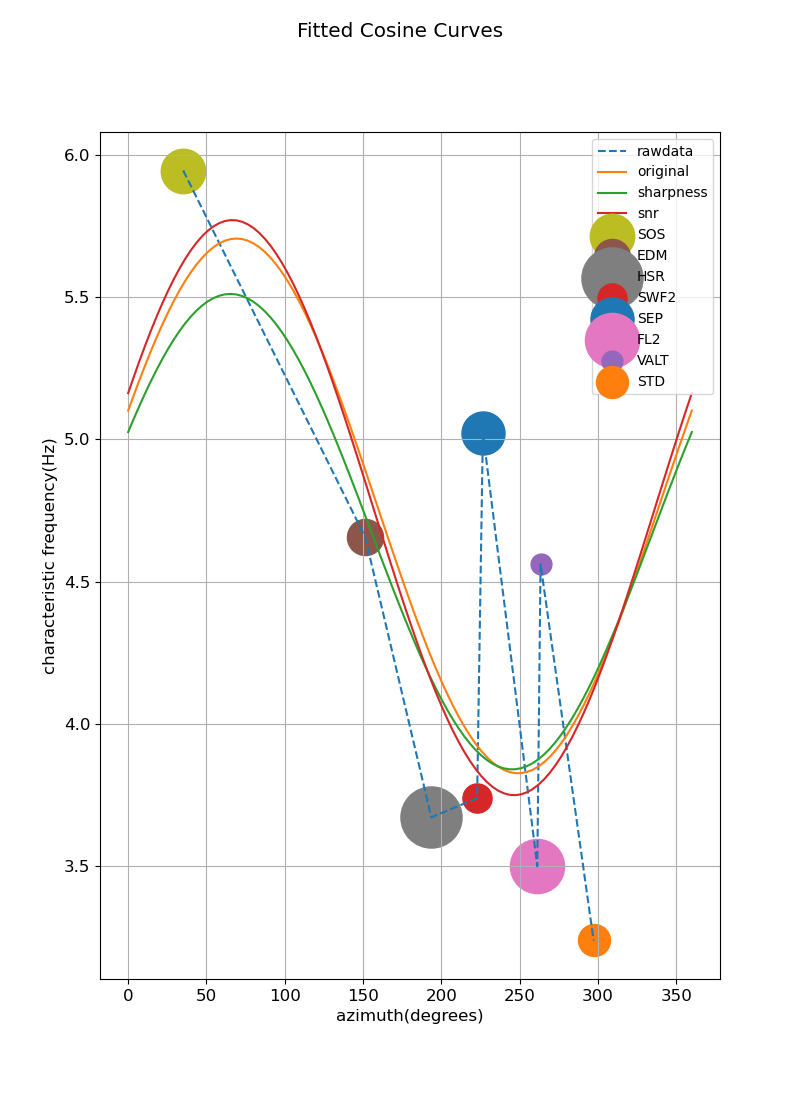 Fitted Cosine Curves
6.0
5.5
5.0
4.5
4.0
3.5
characteristic frequency(Hz)
rawdata
original
sharpness
snr
SOS
EDM
HSR
SWF2
SEP
FL2
VALT
STD
0 50 100 150 200 250 300 350
azimuth(degrees)